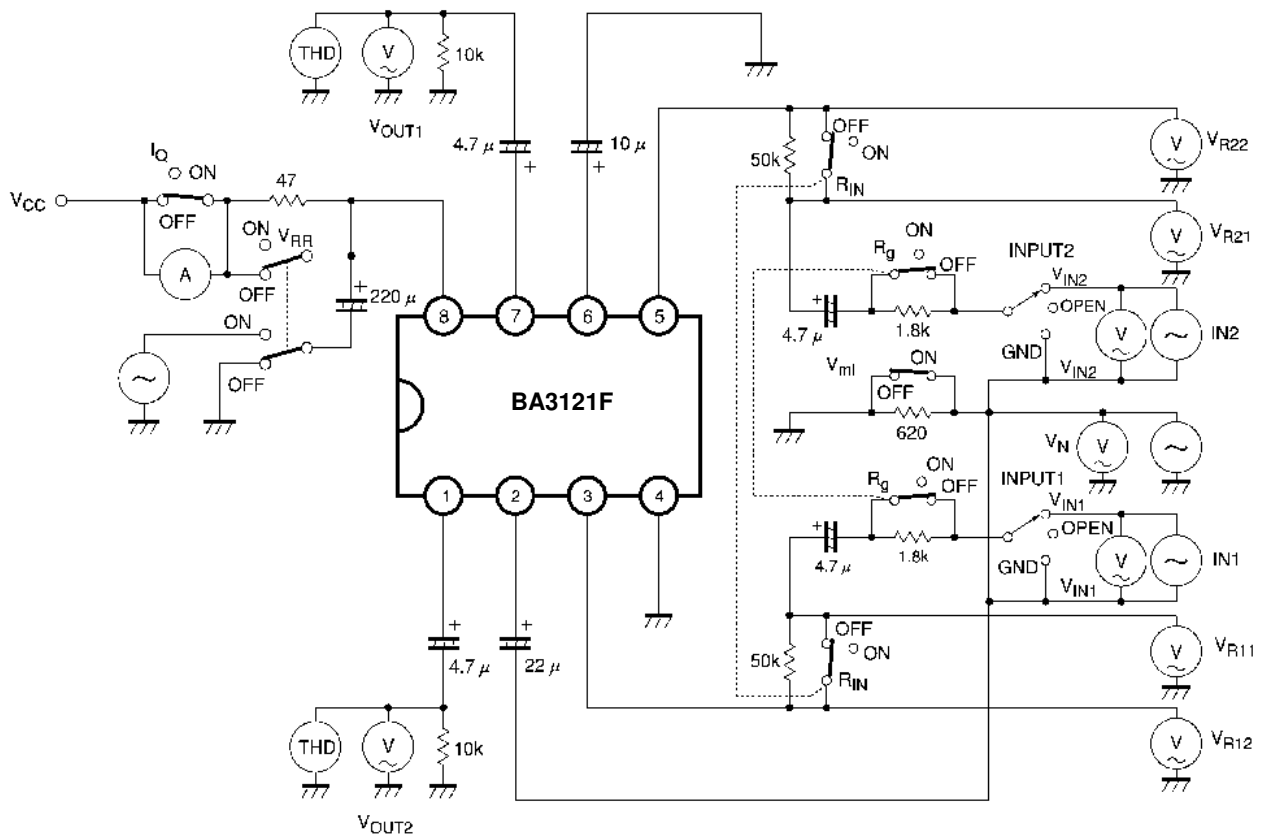 THD
V
10k
VOUT1
4.7 μ
+
10 μ
+
IQ
ON
VCC
OFF
47
A
ON
VRR
OFF
+
220 μ
ON
OFF
50k
OFF
ON
RIN
V
VR22
V
VR21
Rg
ON
OFF
INPUT2
VIN2
OPEN
GND
VIN2
V
IN2
+
4.7 μ
1.8k
Vml
ON
OFF
620
VN
V
8
7
6
5
BA3121F
1
2
3
4
Rg
ON
OFF
INPUT1
VIN1
OPEN
GND
VIN1
V
IN1
+
4.7 μ
1.8k
50k
OFF
ON
RIN
V
VR11
V
VR12
+
4.7 μ
+
22 μ
THD
V
10k
VOUT2